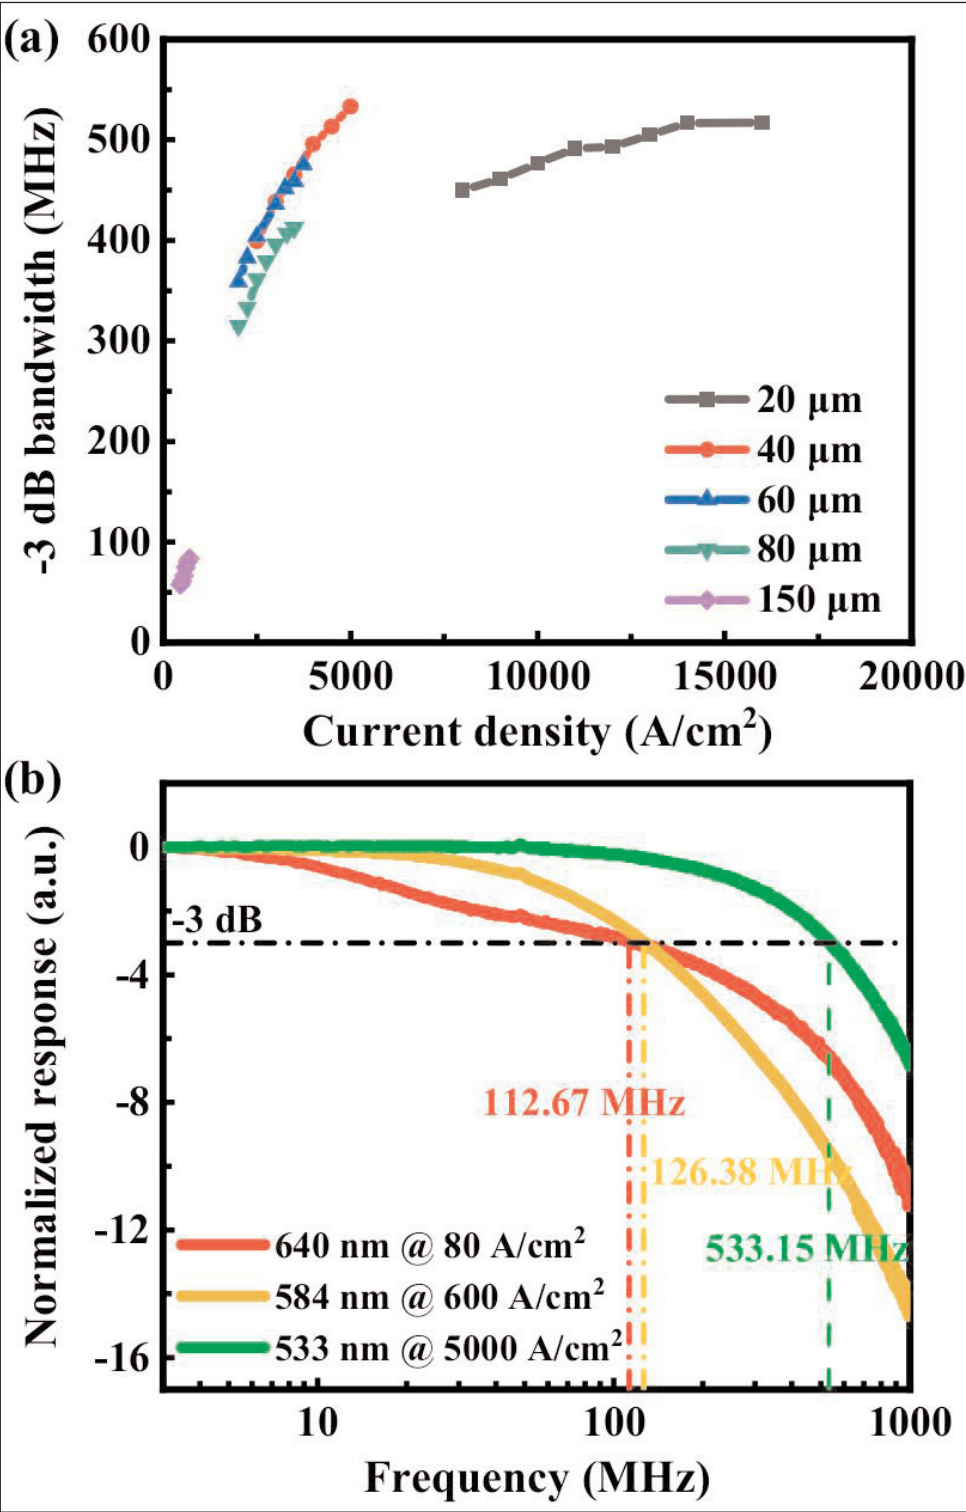 (a)
600
500
400
300
200
100
0
-3 dB bandwidth (MHz)
20 μm
40 μm
60 μm
80 μm
150 μm
0 5000 10000 15000 20000
Current density (A/cm²)
(b)
0
-4
-8
-12
-16
Normalized response (a.u.)
-3 dB
112.67 MHz
126.38 MHz
533.15 MHz
640 nm @ 80 A/cm²
584 nm @ 600 A/cm²
533 nm @ 5000 A/cm²
10 100 1000
Frequency (MHz)